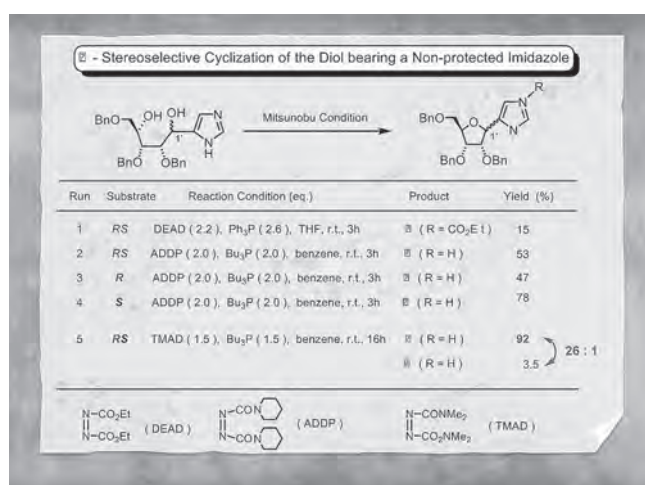 - Stereoselective Cyclization of the Diol bearing a Non-protected Imidazole
BnO OH OH N
1' N
H
BnO OBn
Mitsunobu Condition
R
BnO O N
1' N
BnO OBn
Run Substrate Reaction Condition (eq.) Product Yield (%)
1 RS DEAD ( 2.2 ), Ph3P ( 2.6 ), THF, r.t., 3h ( R = CO2Et ) 15
2 RS ADDP ( 2.0 ), Bu3P ( 2.0 ), benzene, r.t., 3h ( R = H ) 53
3 R ADDP ( 2.0 ), Bu3P ( 2.0 ), benzene, r.t., 3h ( R = H ) 47
4 S ADDP ( 2.0 ), Bu3P ( 2.0 ), benzene, r.t., 3h ( R = H ) 78
5 RS TMAD ( 1.5 ), Bu3P ( 1.5 ), benzene, r.t., 16h ( R = H ) 92
( R = H ) 3.5
26 : 1
N-CO2Et
N-CO2Et
( DEAD )
N-CON
N-CON
( ADDP )
N-CONMe2
N-CO2NMe2
( TMAD )